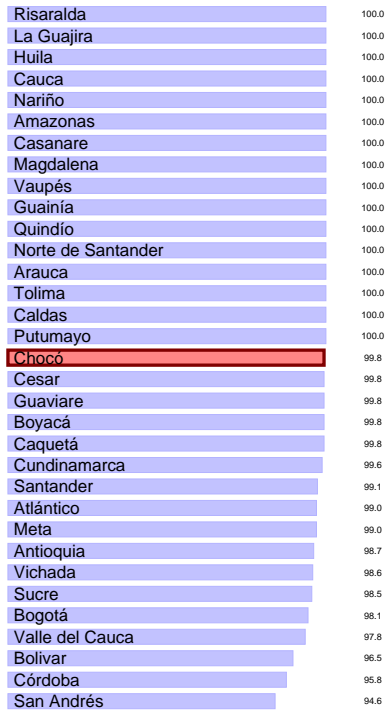 Risaralda 100.0
La Guajira 100.0
Huila 100.0
Cauca 100.0
Nariño 100.0
Amazonas 100.0
Casanare 100.0
Magdalena 100.0
Vaupés 100.0
Guainía 100.0
Quindío 100.0
Norte de Santander 100.0
Arauca 100.0
Tolima 100.0
Caldas 100.0
Putumayo 100.0
Chocó 99.8
Cesar 99.8
Guaviare 99.8
Boyacá 99.8
Caquetá 99.8
Cundinamarca 99.6
Santander 99.1
Atlántico 99.0
Meta 99.0
Antioquia 98.7
Vichada 98.6
Sucre 98.5
Bogotá 98.1
Valle del Cauca 97.8
Bolivar 96.5
Córdoba 95.8
San Andrés 94.6